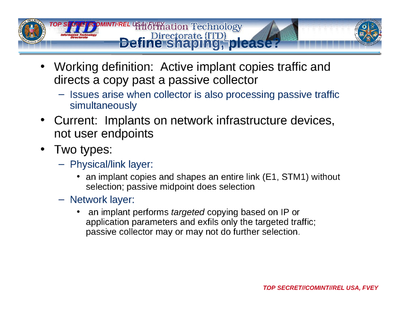 TOP SECRET//COMINT//REL USA, FVEY
ITD
Information Technology
Directorate
Information Technology
Directorate (ITD)
Define shaping, please?
• Working definition: Active implant copies traffic and
directs a copy past a passive collector
– Issues arise when collector is also processing passive traffic
simultaneously
• Current: Implants on network infrastructure devices,
not user endpoints
• Two types:
– Physical/link layer:
• an implant copies and shapes an entire link (E1, STM1) without
selection; passive midpoint does selection
– Network layer:
• an implant performs targeted copying based on IP or
application parameters and exfils only the targeted traffic;
passive collector may or may not do further selection.
TOP SECRET//COMINT//REL USA, FVEY